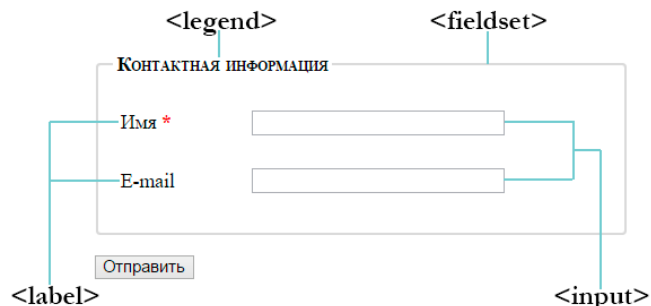 <legend> <fieldset>
Контактная информация
Имя *
E-mail
Отправить
<label> <input>